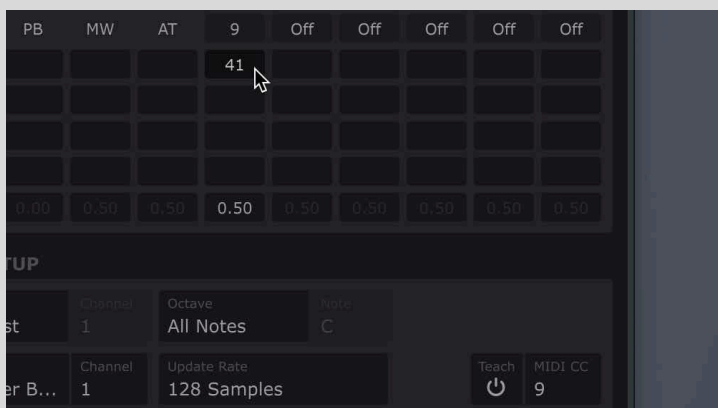 PB MW AT 9 Off Off Off Off Off
41
0.00 0.50 0.50 0.50 0.50 0.50 0.50 0.50 0.50
TUP
Channel Octave Note
st 1 All Notes C
Channel Update Rate Teach MIDI CC
er B... 1 128 Samples 9